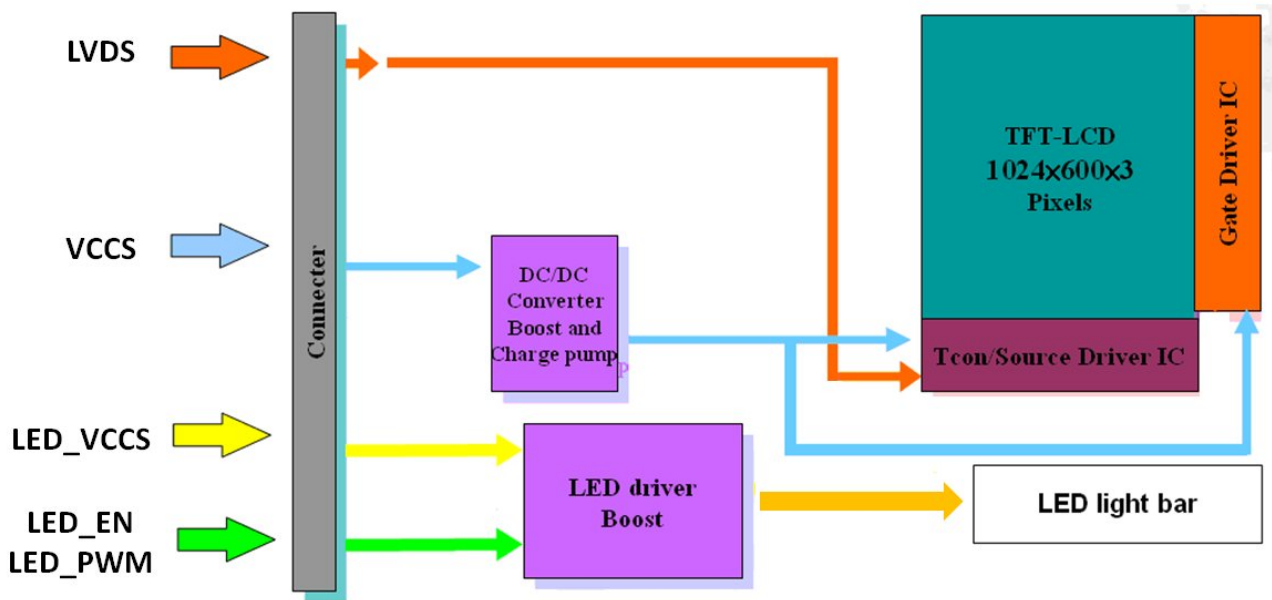 LVDS
VCCS
LED_VCCS
LED_EN
LED_PWM
Connecter
DC/DC
Converter
Boost and
Charge pump
LED driver
Boost
TFT-LCD
1024x600x3
Pixels
Gate Driver IC
Tcon/Source Driver IC
LED light bar